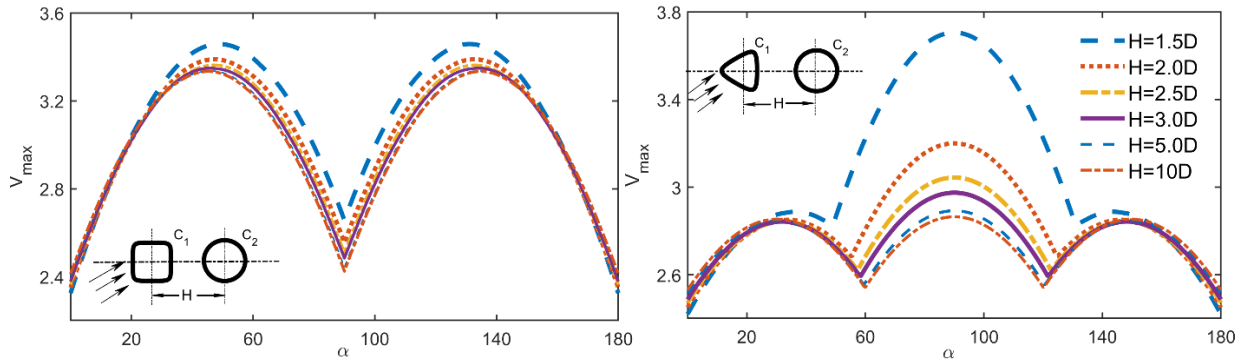 3.6
3.2
2.8
2.4
V_max
20
60
100
140
180
α
C_1
C_2
H
3.8
3.4
3
2.6
V_max
20
60
100
140
180
α
C_1
C_2
H
H=1.5D
H=2.0D
H=2.5D
H=3.0D
H=5.0D
H=10D